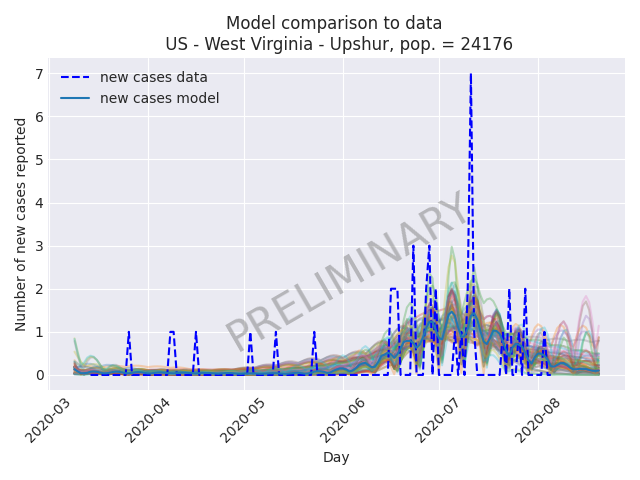 Model comparison to data
US - West Virginia - Upshur, pop. = 24176
new cases data
new cases model
PRELIMINARY
Number of new cases reported
7
6
5
4
3
2
1
0
2020-03
2020-04
2020-05
2020-06
2020-07
2020-08
Day